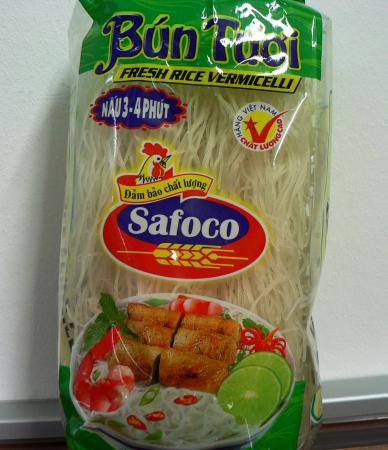 Bún Tươi
FRESH RICE VERMICELLI
NẤU 3-4 PHÚT
HÀNG VIỆT NAM
CHẤT LƯỢNG CAO
Đảm bảo chất lượng
Safoco